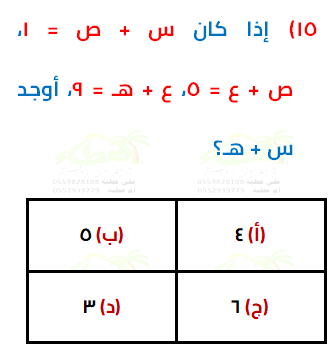 ١٥) إذا كان س + ص = ١،
ص + ع = ٥، ع + هـ = ٩، أوجد
س + هـ؟
(أ) ٤
(ب) ٥
(ج) ٦
(د) ٣